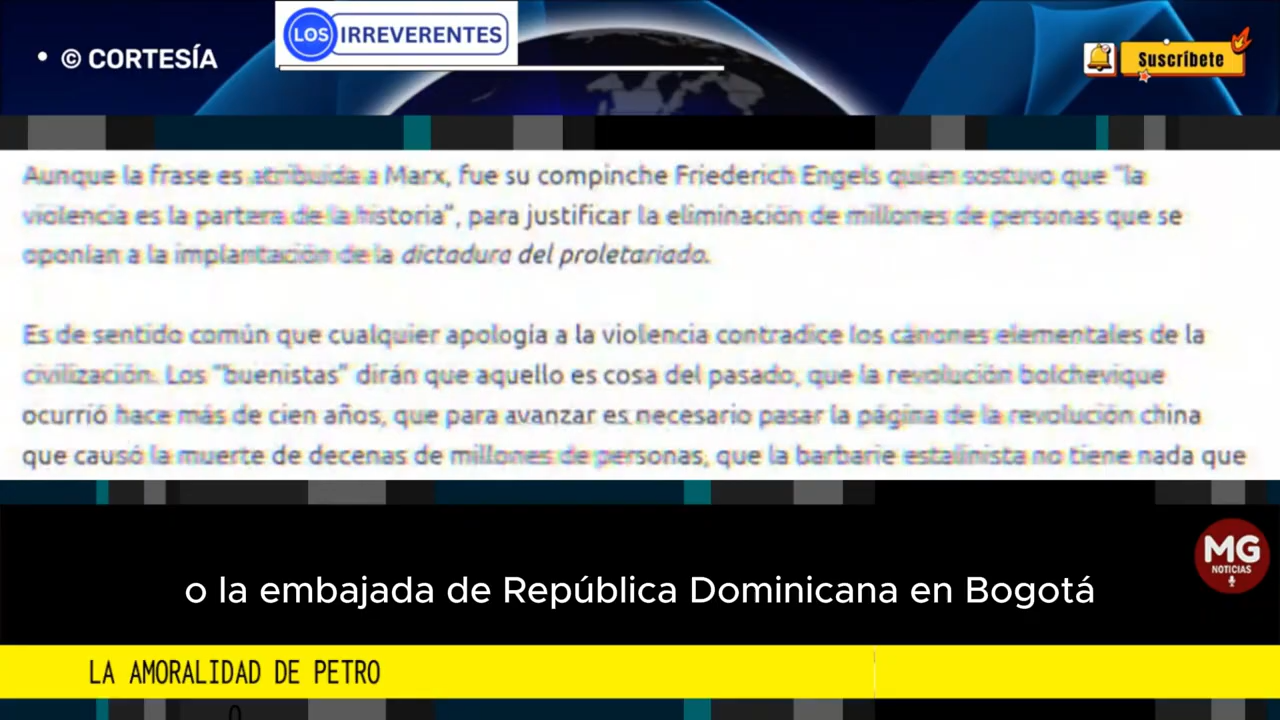 • © CORTESÍA
LOS IRREVERENTES
Suscríbete
Aunque la frase es atribuida a Marx, fue su compinche Friederich Engels quien sostuvo que "la
violencia es la partera de la historia", para justificar la eliminación de millones de personas que se
oponían a la implantación de la dictadura del proletariado.
Es de sentido común que cualquier apología a la violencia contradice los cánones elementales de la
civilización. Los "buenistas" dirán que aquello es cosa del pasado, que la revolución bolchevique
ocurrió hace más de cien años, que para avanzar es necesario pasar la página de la revolución china
que causó la muerte de decenas de millones de personas, que la barbarie estalinista no tiene nada que
MG
NOTICIAS
o la embajada de República Dominicana en Bogotá
LA AMORALIDAD DE PETRO